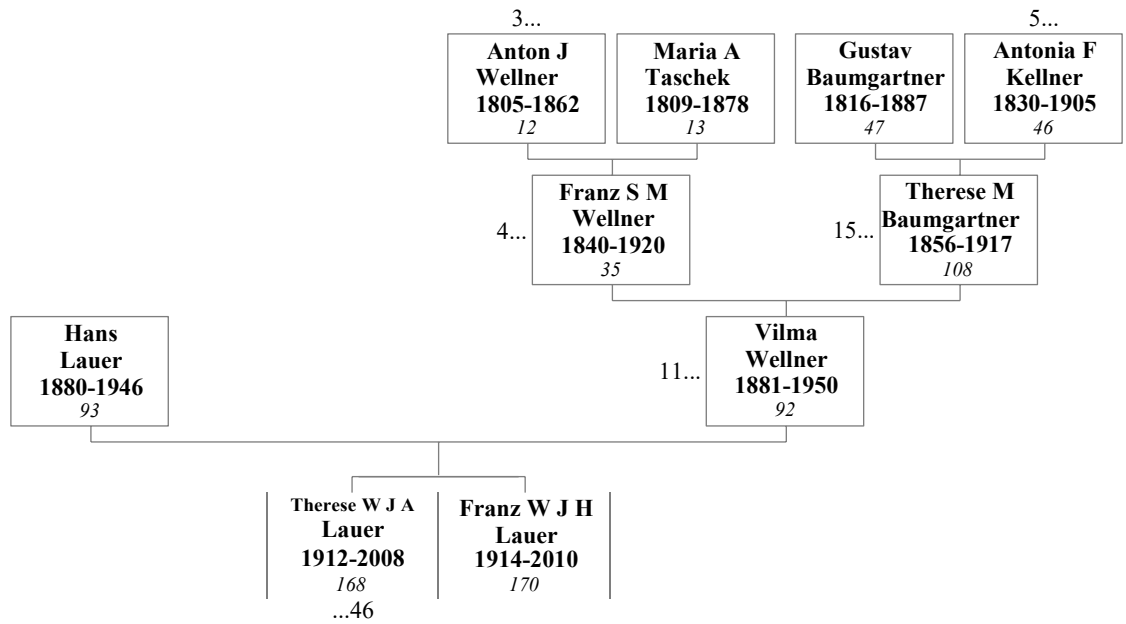 3...
5...
Anton J
Wellner
1805-1862
12
Maria A
Taschek
1809-1878
13
Gustav
Baumgartner
1816-1887
47
Antonia F
Kellner
1830-1905
46
4...
Franz S M
Wellner
1840-1920
35
15...
Therese M
Baumgartner
1856-1917
108
Hans
Lauer
1880-1946
93
11...
Vilma
Wellner
1881-1950
92
Therese W J A
Lauer
1912-2008
168
...46
Franz W J H
Lauer
1914-2010
170